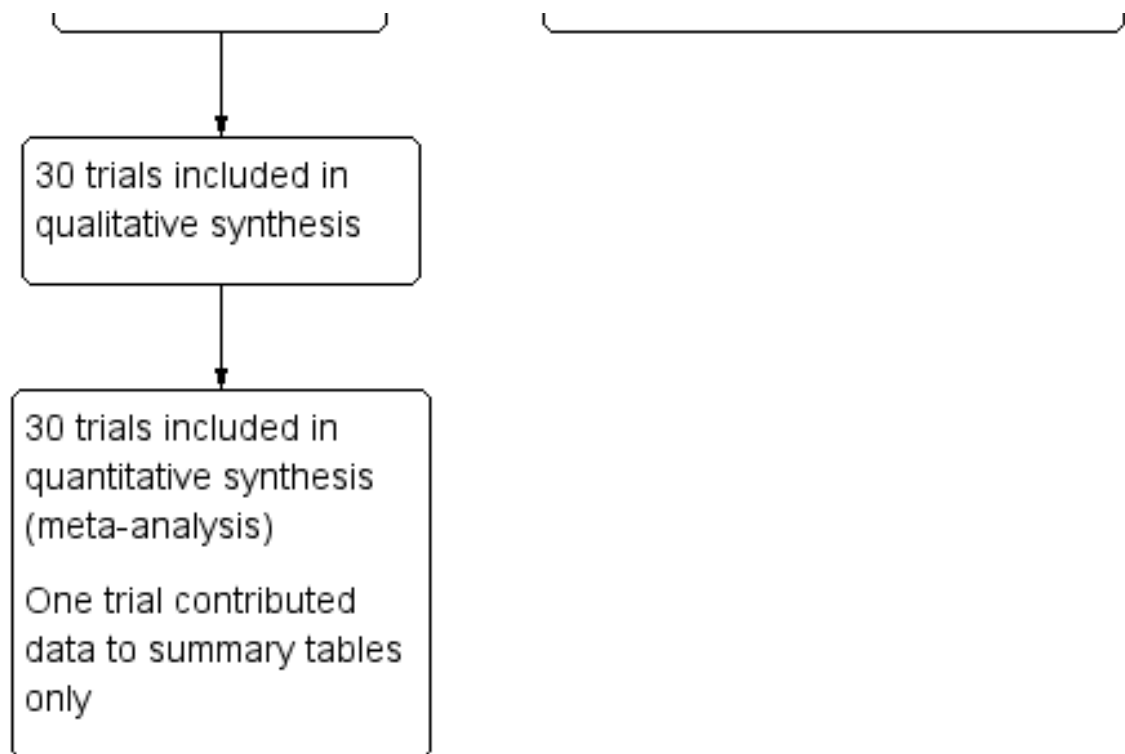 30 trials included in
qualitative synthesis
30 trials included in
quantitative synthesis
(meta-analysis)
One trial contributed
data to summary tables
only